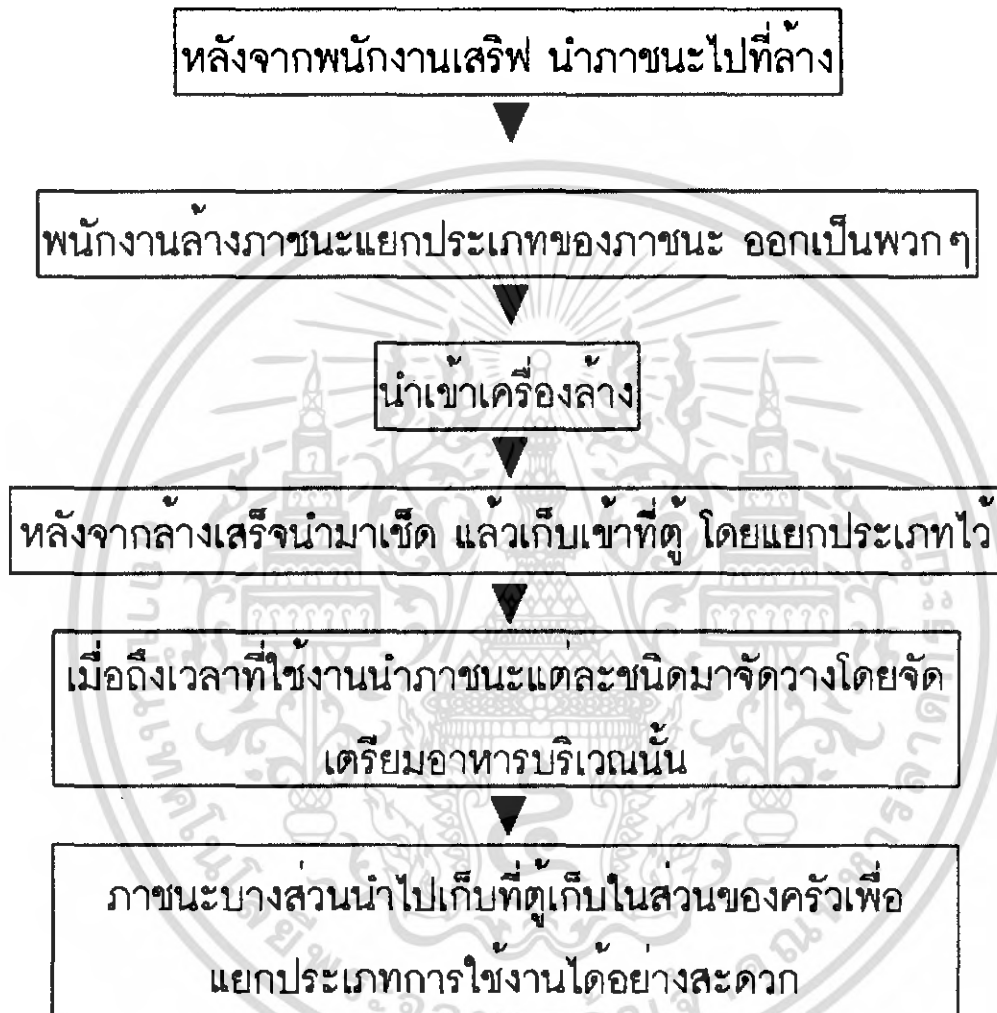 หลังจากพนักงานเสริฟ นำภาชนะไปที่ล้าง
พนักงานล้างภาชนะแยกประเภทของภาชนะ ออกเป็นพวกๆ
นำเข้าเครื่องล้าง
หลังจากล้างเสร็จนำมาเช็ด แล้วเก็บเข้าที่ตู้ โดยแยกประเภทไว้
เมื่อถึงเวลาที่ใช้งานนำภาชนะแต่ละชนิดมาจัดวางโดยจัด
เตรียมอาหารบริเวณนั้น
ภาชนะบางส่วนนำไปเก็บที่ตู้เก็บในส่วนของครัวเพื่อ
แยกประเภทการใช้งานได้อย่างสะดวก